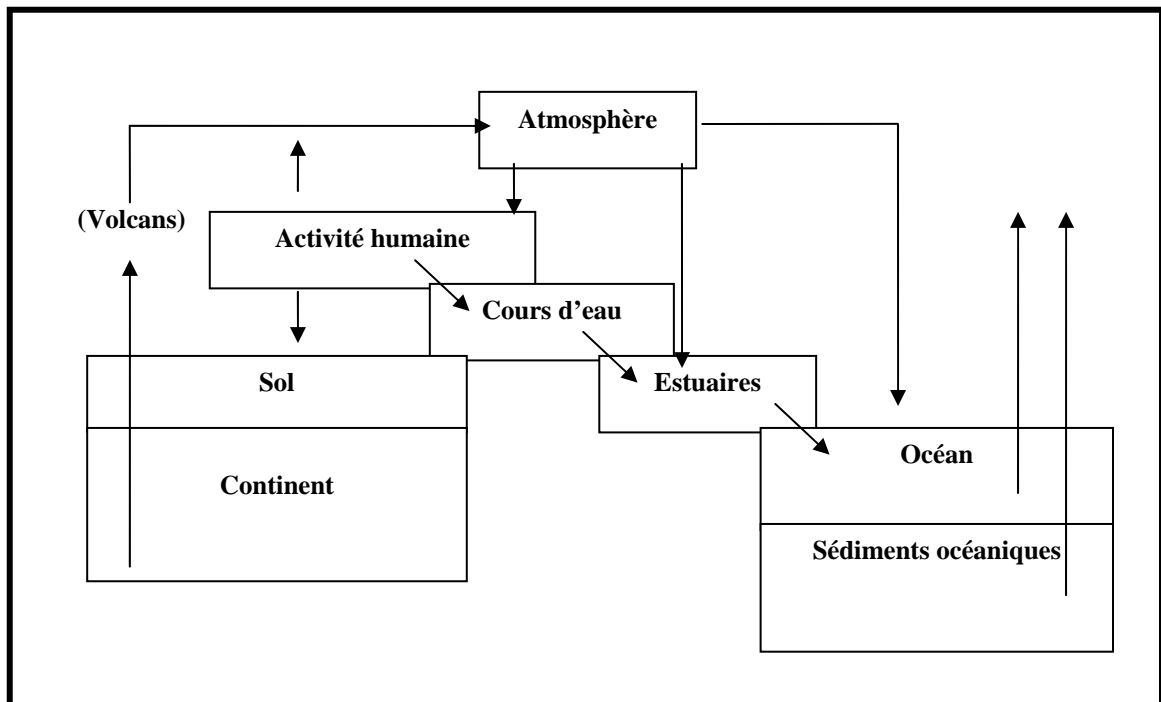 Atmosphère
(Volcans)
Activité humaine
Cours d’eau
Sol
Estuaires
Océan
Continent
Sédiments océaniques